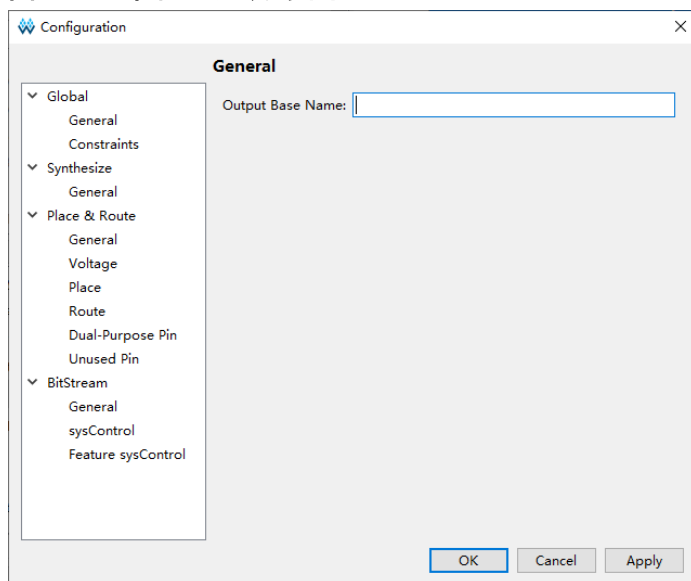 Configuration
General
Output Base Name:
Global
General
Constraints
Synthesize
General
Place & Route
General
Voltage
Place
Route
Dual-Purpose Pin
Unused Pin
BitStream
General
sysControl
Feature sysControl
OK
Cancel
Apply